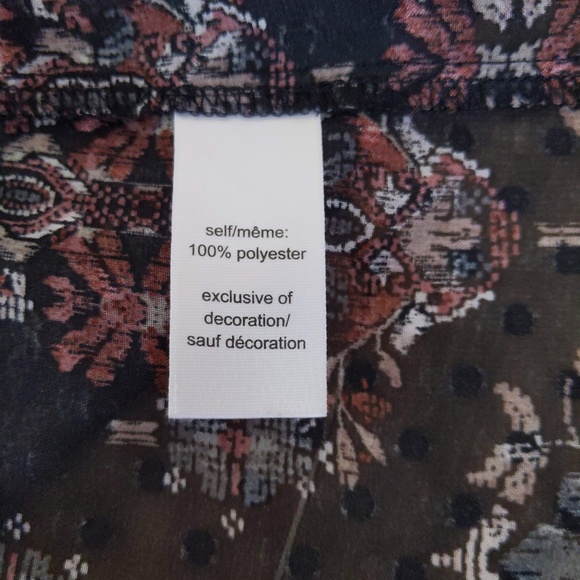 self/même:
100% polyester
exclusive of
decoration/
sauf décoration